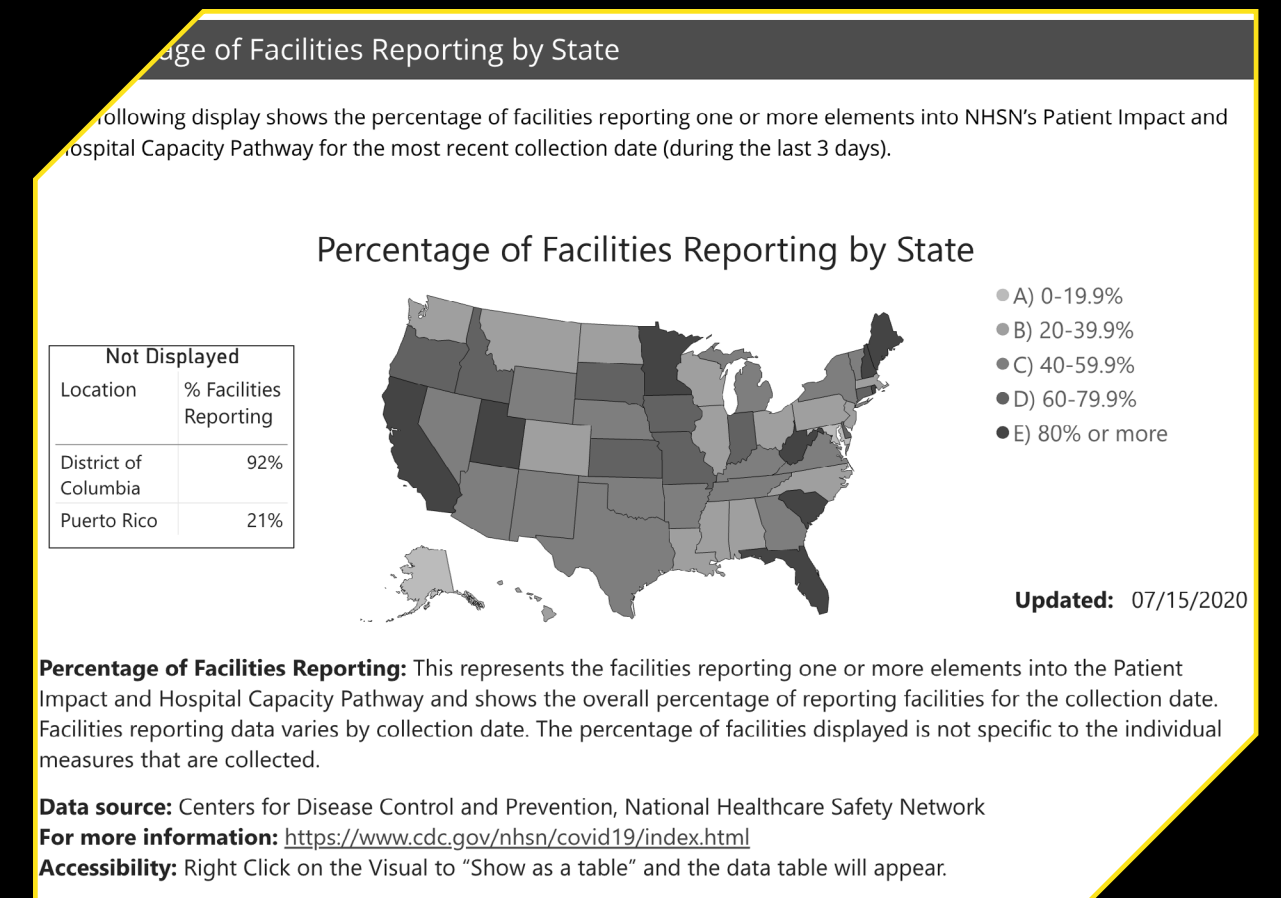 age of Facilities Reporting by State
following display shows the percentage of facilities reporting one or more elements into NHSN’s Patient Impact and
Hospital Capacity Pathway for the most recent collection date (during the last 3 days).
Percentage of Facilities Reporting by State
A) 0-19.9%
B) 20-39.9%
C) 40-59.9%
D) 60-79.9%
E) 80% or more
Not Displayed
Location % Facilities
Reporting
District of 92%
Columbia
Puerto Rico 21%
Updated: 07/15/2020
Percentage of Facilities Reporting: This represents the facilities reporting one or more elements into the Patient
Impact and Hospital Capacity Pathway and shows the overall percentage of reporting facilities for the collection date.
Facilities reporting data varies by collection date. The percentage of facilities displayed is not specific to the individual
measures that are collected.
Data source: Centers for Disease Control and Prevention, National Healthcare Safety Network
For more information: https://www.cdc.gov/nhsn/covid19/index.html
Accessibility: Right Click on the Visual to “Show as a table” and the data table will appear.